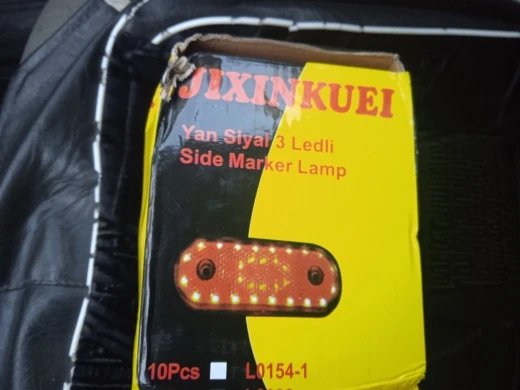 JIXINKUEI
Yan Siyal 3 Ledli
Side Marker Lamp
10Pcs L0154-1